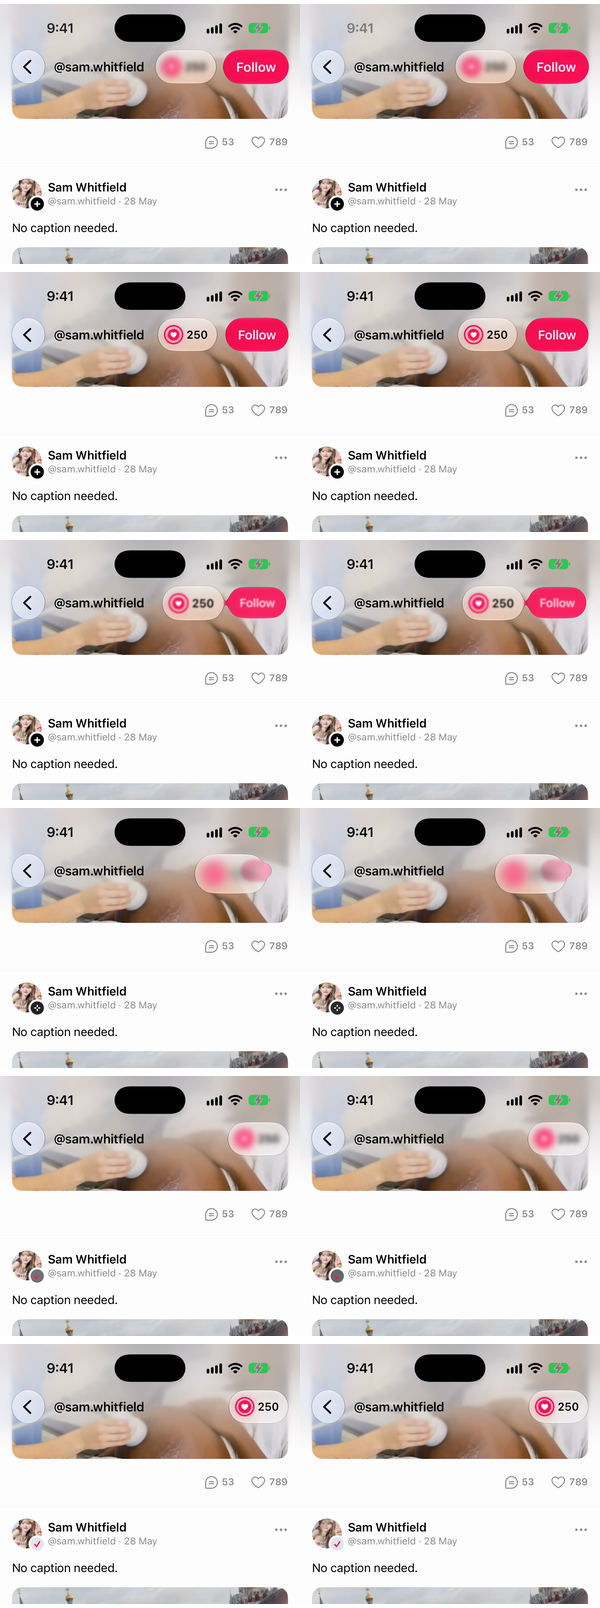 9:41
@sam.whitfield Follow
53 789
Sam Whitfield
@sam.whitfield · 28 May
No caption needed.
9:41
@sam.whitfield Follow
53 789
Sam Whitfield
@sam.whitfield · 28 May
No caption needed.
9:41
@sam.whitfield 250 Follow
53 789
Sam Whitfield
@sam.whitfield · 28 May
No caption needed.
9:41
@sam.whitfield 250 Follow
53 789
Sam Whitfield
@sam.whitfield · 28 May
No caption needed.
9:41
@sam.whitfield 250 Follow
53 789
Sam Whitfield
@sam.whitfield · 28 May
No caption needed.
9:41
@sam.whitfield 250 Follow
53 789
Sam Whitfield
@sam.whitfield · 28 May
No caption needed.
9:41
@sam.whitfield
53 789
Sam Whitfield
@sam.whitfield · 28 May
No caption needed.
9:41
@sam.whitfield
53 789
Sam Whitfield
@sam.whitfield · 28 May
No caption needed.
9:41
@sam.whitfield
53 789
Sam Whitfield
@sam.whitfield · 28 May
No caption needed.
9:41
@sam.whitfield
53 789
Sam Whitfield
@sam.whitfield · 28 May
No caption needed.
9:41
@sam.whitfield 250
53 789
Sam Whitfield
@sam.whitfield · 28 May
No caption needed.
9:41
@sam.whitfield 250
53 789
Sam Whitfield
@sam.whitfield · 28 May
No caption needed.